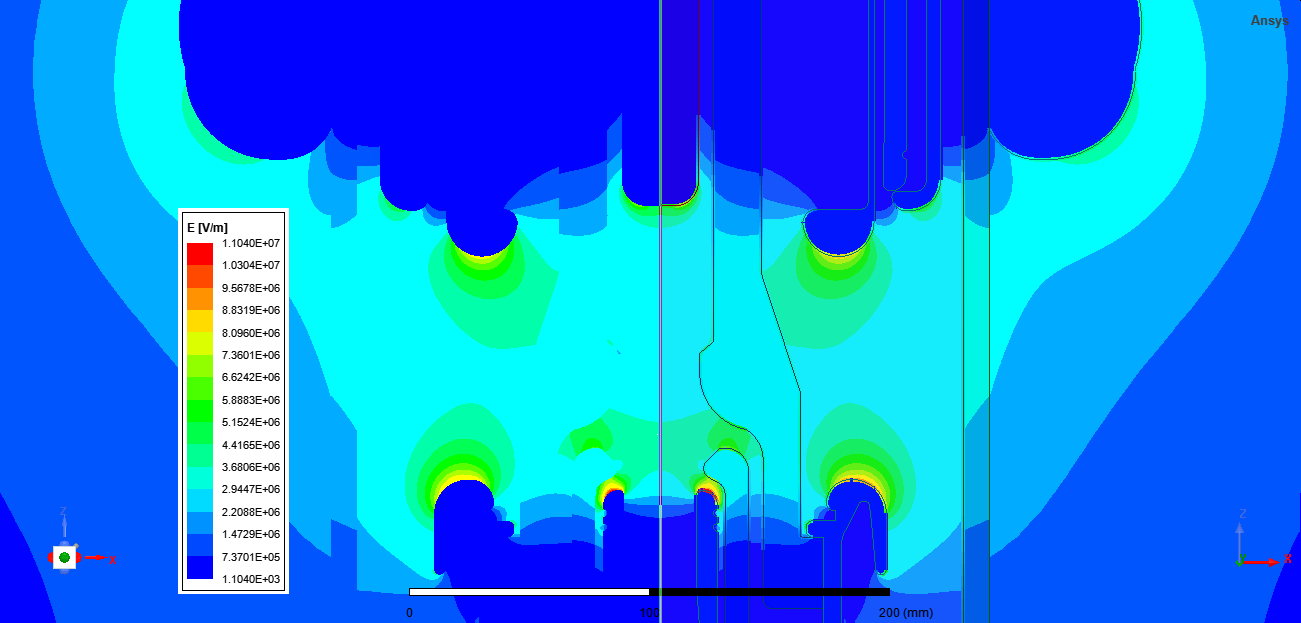 Ansys
E [V/m]
1.1040E+07
1.0304E+07
9.5678E+06
8.8319E+06
8.0960E+06
7.3601E+06
6.6242E+06
5.8883E+06
5.1524E+06
4.4165E+06
3.6806E+06
2.9447E+06
2.2088E+06
1.4729E+06
7.3701E+05
1.1040E+03
Z
X
Z
Y
X
0 100 200 (mm)